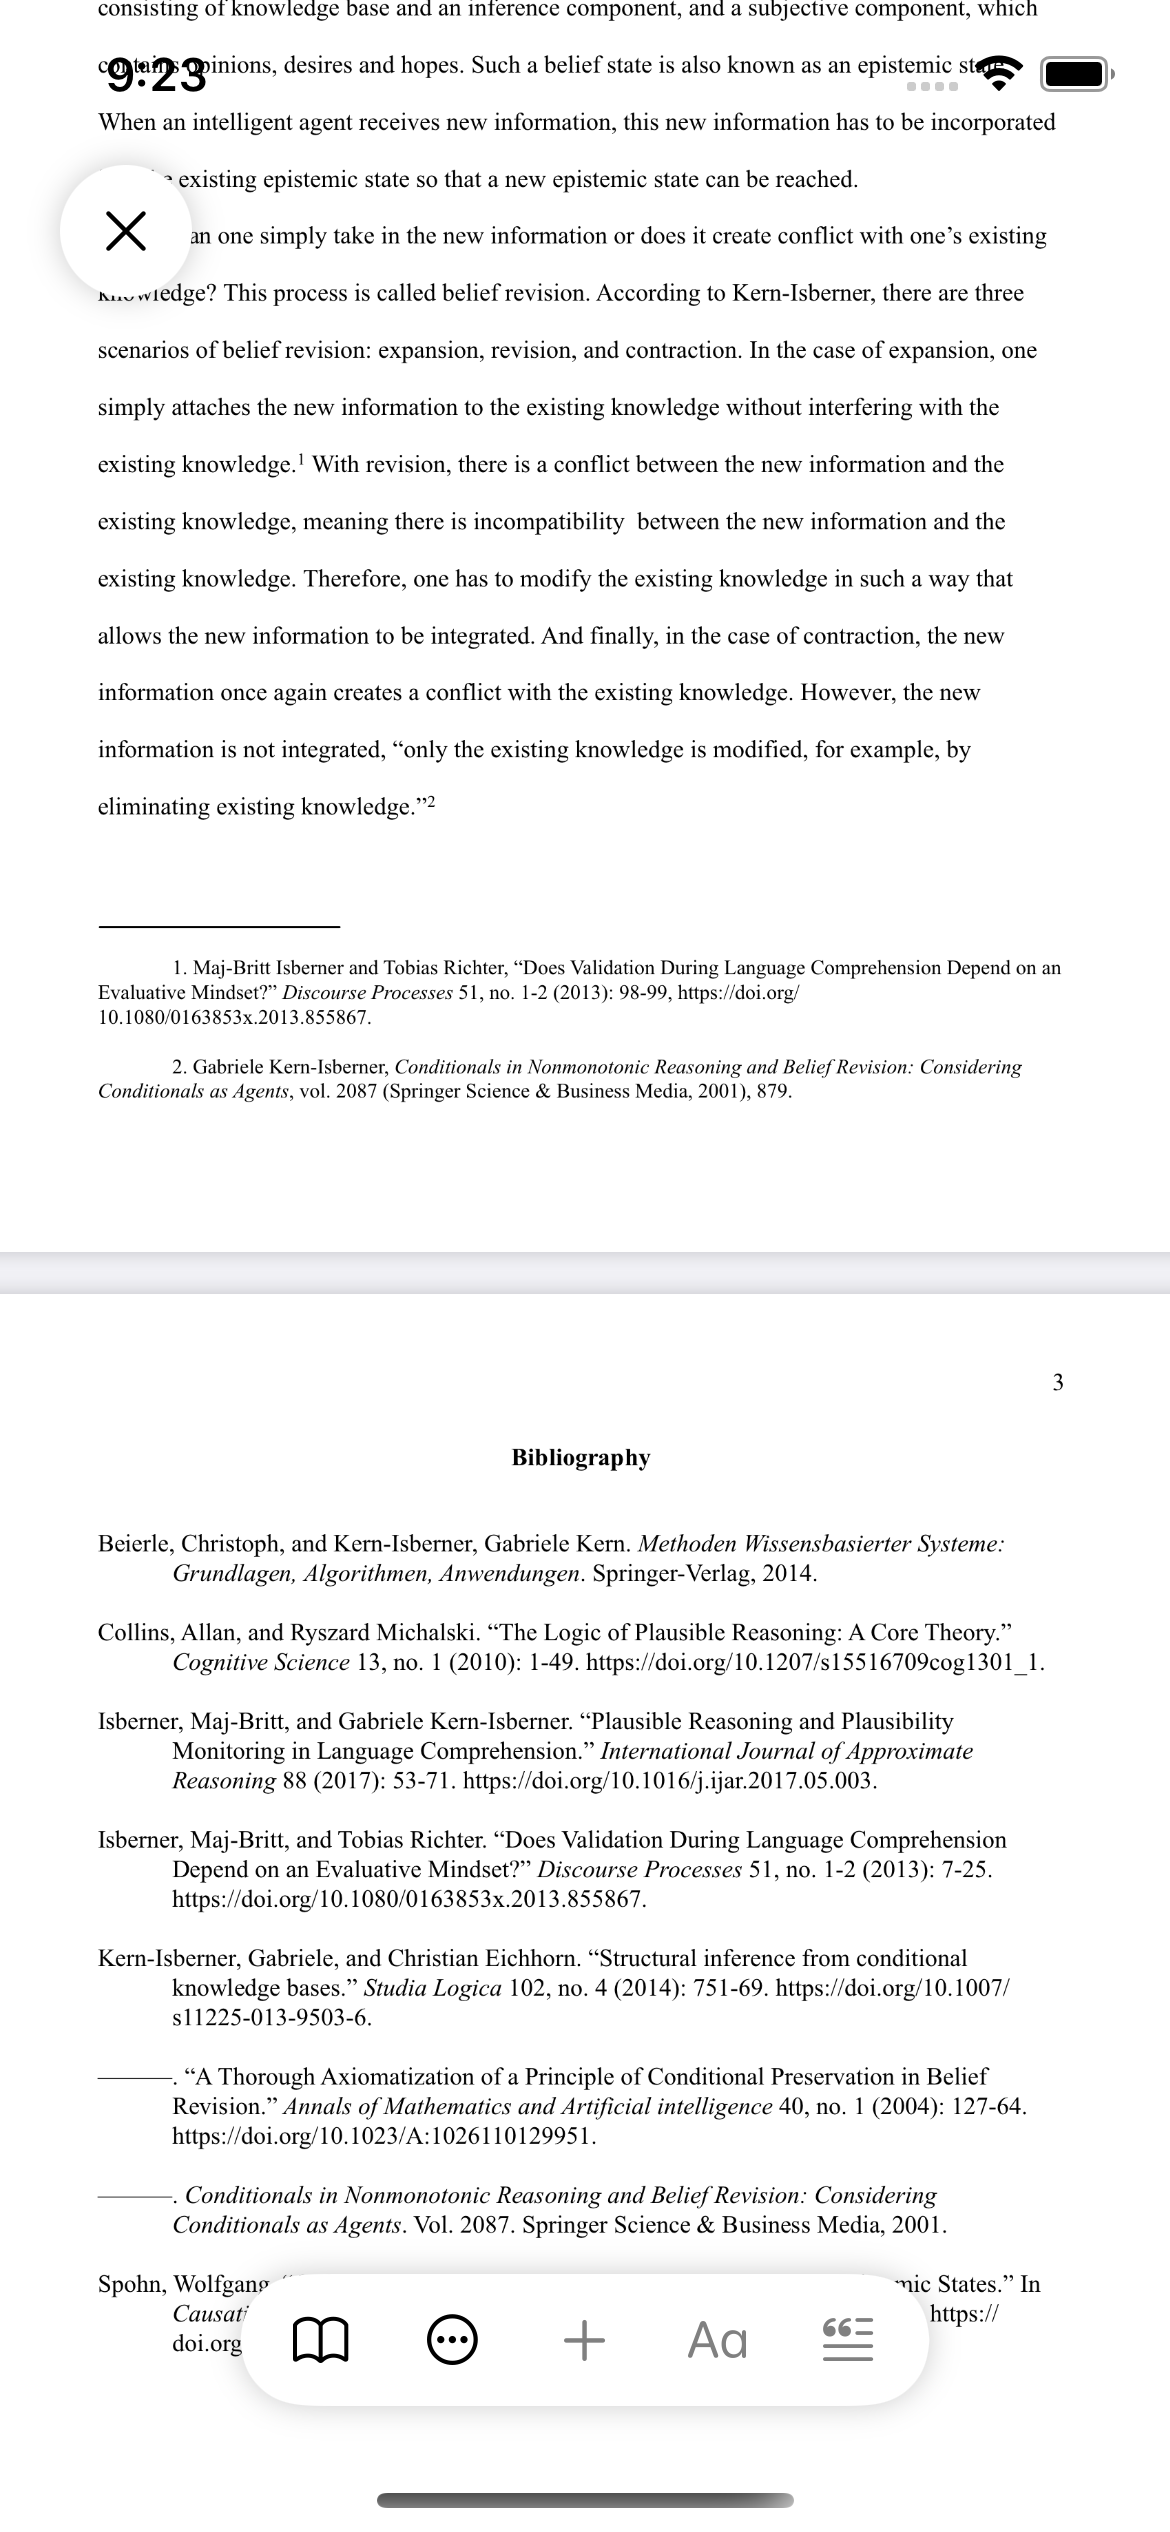 consisting of knowledge base and an inference component, and a subjective component, which
9:23
opinions, desires and hopes. Such a belief state is also known as an epistemic
When an intelligent agent receives new information, this new information has to be incorporated
existing epistemic state so that a new epistemic state can be reached.
an one simply take in the new information or does it create conflict with one’s existing
knowledge? This process is called belief revision. According to Kern-Isberner, there are three
scenarios of belief revision: expansion, revision, and contraction. In the case of expansion, one
simply attaches the new information to the existing knowledge without interfering with the
existing knowledge.¹ With revision, there is a conflict between the new information and the
existing knowledge, meaning there is incompatibility  between the new information and the
existing knowledge. Therefore, one has to modify the existing knowledge in such a way that
allows the new information to be integrated. And finally, in the case of contraction, the new
information once again creates a conflict with the existing knowledge. However, the new
information is not integrated, “only the existing knowledge is modified, for example, by
eliminating existing knowledge.”²
1. Maj-Britt Isberner and Tobias Richter, “Does Validation During Language Comprehension Depend on an
Evaluative Mindset?” Discourse Processes 51, no. 1-2 (2013): 98-99, https://doi.org/
10.1080/0163853x.2013.855867.
2. Gabriele Kern-Isberner, Conditionals in Nonmonotonic Reasoning and Belief Revision: Considering
Conditionals as Agents, vol. 2087 (Springer Science & Business Media, 2001), 879.
3
Bibliography
Beierle, Christoph, and Kern-Isberner, Gabriele Kern. Methoden Wissensbasierter Systeme:
Grundlagen, Algorithmen, Anwendungen. Springer-Verlag, 2014.
Collins, Allan, and Ryszard Michalski. “The Logic of Plausible Reasoning: A Core Theory.”
Cognitive Science 13, no. 1 (2010): 1-49. https://doi.org/10.1207/s15516709cog1301_1.
Isberner, Maj-Britt, and Gabriele Kern-Isberner. “Plausible Reasoning and Plausibility
Monitoring in Language Comprehension.” International Journal of Approximate
Reasoning 88 (2017): 53-71. https://doi.org/10.1016/j.ijar.2017.05.003.
Isberner, Maj-Britt, and Tobias Richter. “Does Validation During Language Comprehension
Depend on an Evaluative Mindset?” Discourse Processes 51, no. 1-2 (2013): 7-25.
https://doi.org/10.1080/0163853x.2013.855867.
Kern-Isberner, Gabriele, and Christian Eichhorn. “Structural inference from conditional
knowledge bases.” Studia Logica 102, no. 4 (2014): 751-69. https://doi.org/10.1007/
s11225-013-9503-6.
———. “A Thorough Axiomatization of a Principle of Conditional Preservation in Belief
Revision.” Annals of Mathematics and Artificial intelligence 40, no. 1 (2004): 127-64.
https://doi.org/10.1023/A:1026110129951.
———. Conditionals in Nonmonotonic Reasoning and Belief Revision: Considering
Conditionals as Agents. Vol. 2087. Springer Science & Business Media, 2001.
Spohn, Wolfgang. mic States.” In
Causati https://
doi.org
Aa